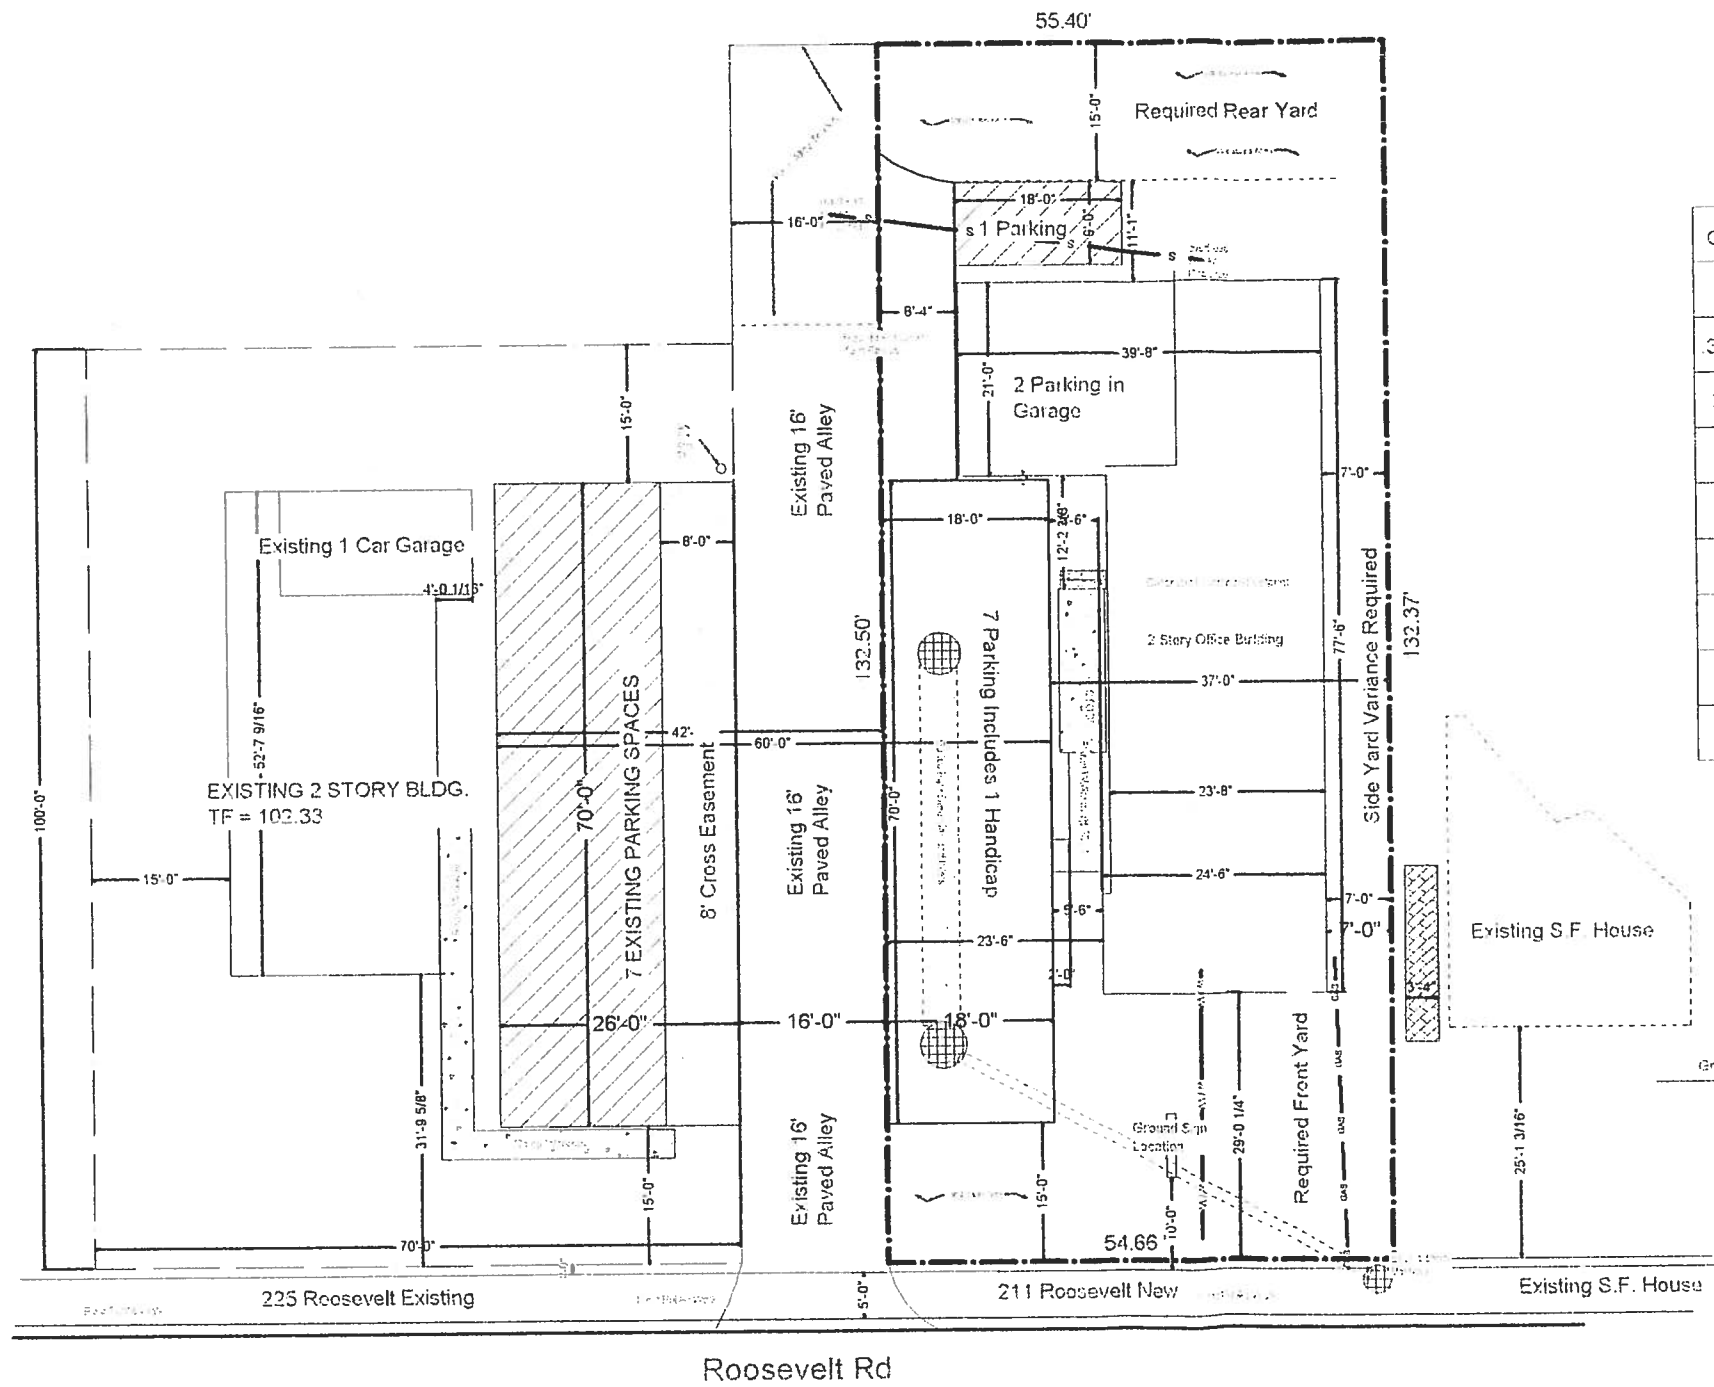 55.40'
15'-0"
Required Rear Yard
18'-0"
16'-0"
s 1 Parking
s
s
11'-1"
8'-4"
39'-8"
21'-0"
2 Parking in
Garage
15'-0"
Existing 16'
Paved Alley
7'-0"
18'-0"
8'-0"
Existing 1 Car Garage
4'-0 1/16"
132.50'
7 Parking Includes 1 Handicap
2 Story Office Building
Side Yard Variance Required
77'-6"
132.37'
37'-0"
52'-7 9/16"
7 EXISTING PARKING SPACES
42'-
60'-0"
8' Cross Easement
EXISTING 2 STORY BLDG.
TF = 102.33
100'-0"
70'-0"
Existing 16'
Paved Alley
70'-0"
23'-8"
15'-0"
24'-6"
7'-0"
5'-6"
7'-0"
23'-6"
Existing S.F. House
2'-0"
3'-4"
26'-0"
16'-0"
18'-0"
31'-9 5/8"
Existing 16'
Paved Alley
Ground Sign
Location
29'-0 1/4"
Required Front Yard
GAS
GAS
GAS
GAS
25'-1 3/16"
15'-0"
15'-0"
10'-0"
70'-0"
54.66
225 Roosevelt Existing
5'-0"
211 Roosevelt New
Existing S.F. House
Roosevelt Rd